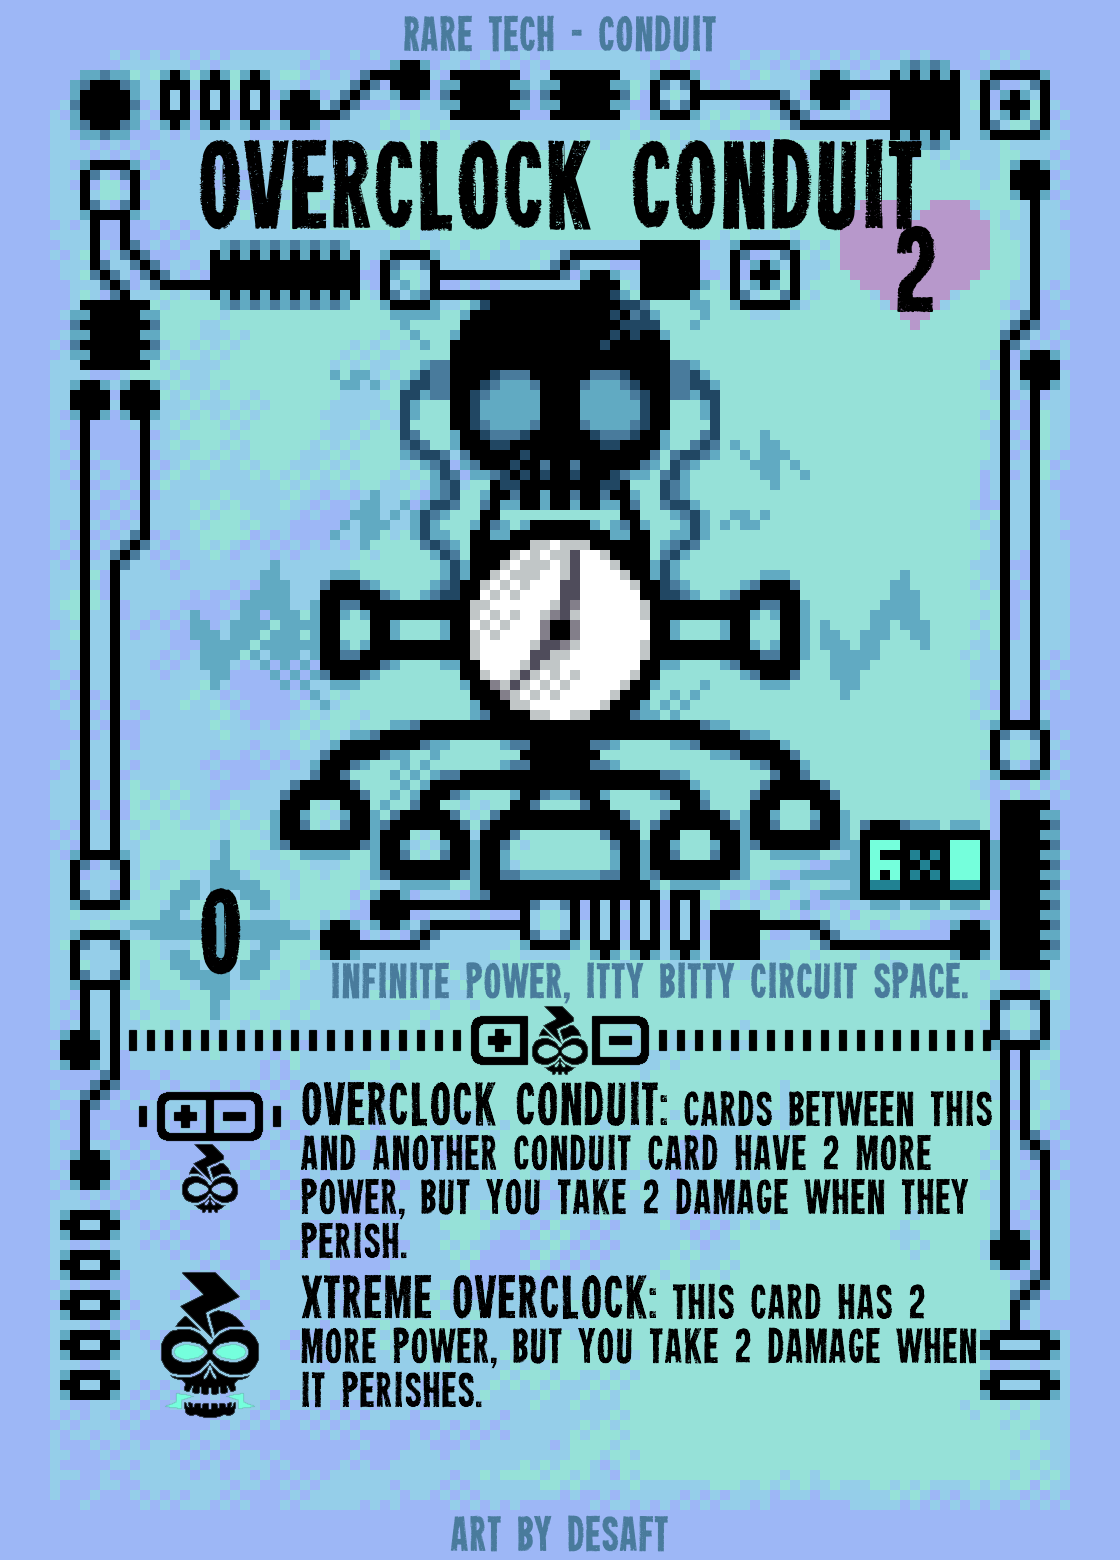 RARE TECH - CONDUIT
OVERCLOCK CONDUIT
2
6x
0
INFINITE POWER, ITTY BITTY CIRCUIT SPACE.
OVERCLOCK CONDUIT: CARDS BETWEEN THIS
AND ANOTHER CONDUIT CARD HAVE 2 MORE
POWER, BUT YOU TAKE 2 DAMAGE WHEN THEY
PERISH.
XTREME OVERCLOCK: THIS CARD HAS 2
MORE POWER, BUT YOU TAKE 2 DAMAGE WHEN
IT PERISHES.
ART BY DESAFT